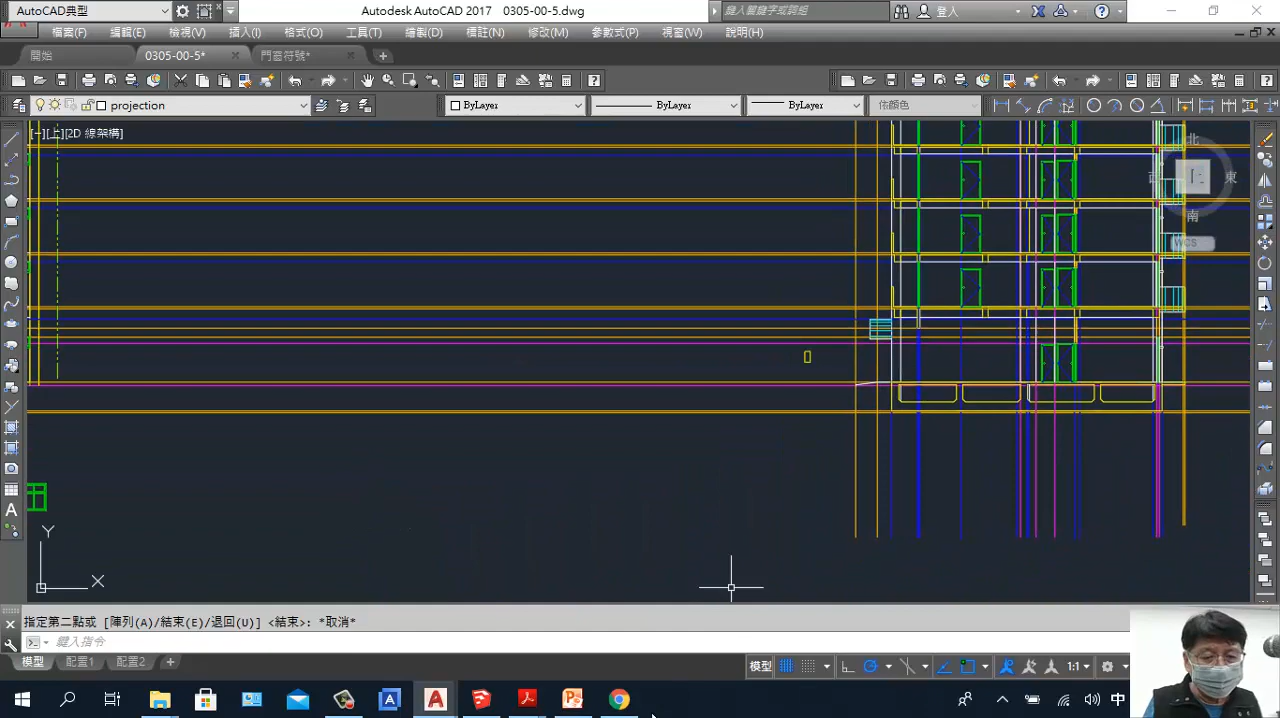 AutoCAD典型
Autodesk AutoCAD 2017 0305-00-5.dwg
鍵入關鍵字或詞組
登入
檔案(F) 編輯(E) 檢視(V) 插入(I) 格式(O) 工具(T) 繪製(D) 標註(N) 修改(M) 參數式(P) 視窗(W) 說明(H)
開始 0305-00-5* 門窗符號*
projection
ByLayer
ByLayer
ByLayer
依顏色
[−][上][2D 線架構]
北
西 上 東
南
WCS
Y
X
指定第二點或 [陣列(A)/結束(E)/退回(U)] <結束>: *取消*
鍵入指令
模型 配置1 配置2
模型
1:1
中